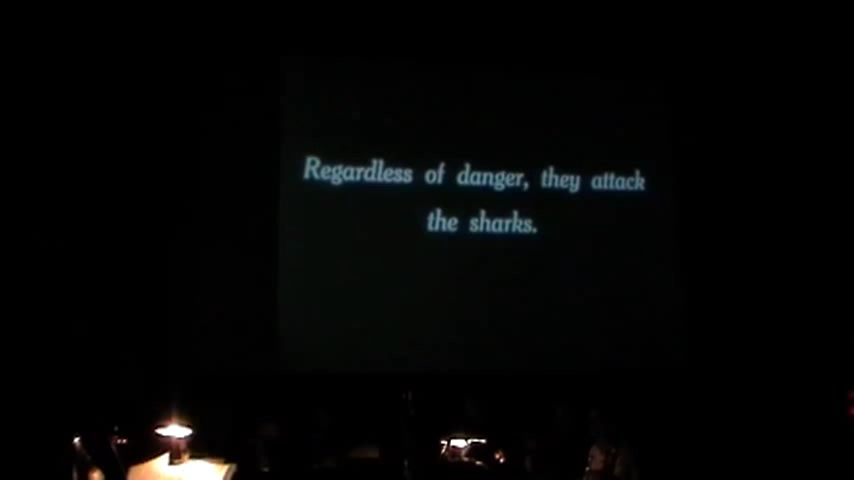 Regardless of danger, they attack
the sharks.